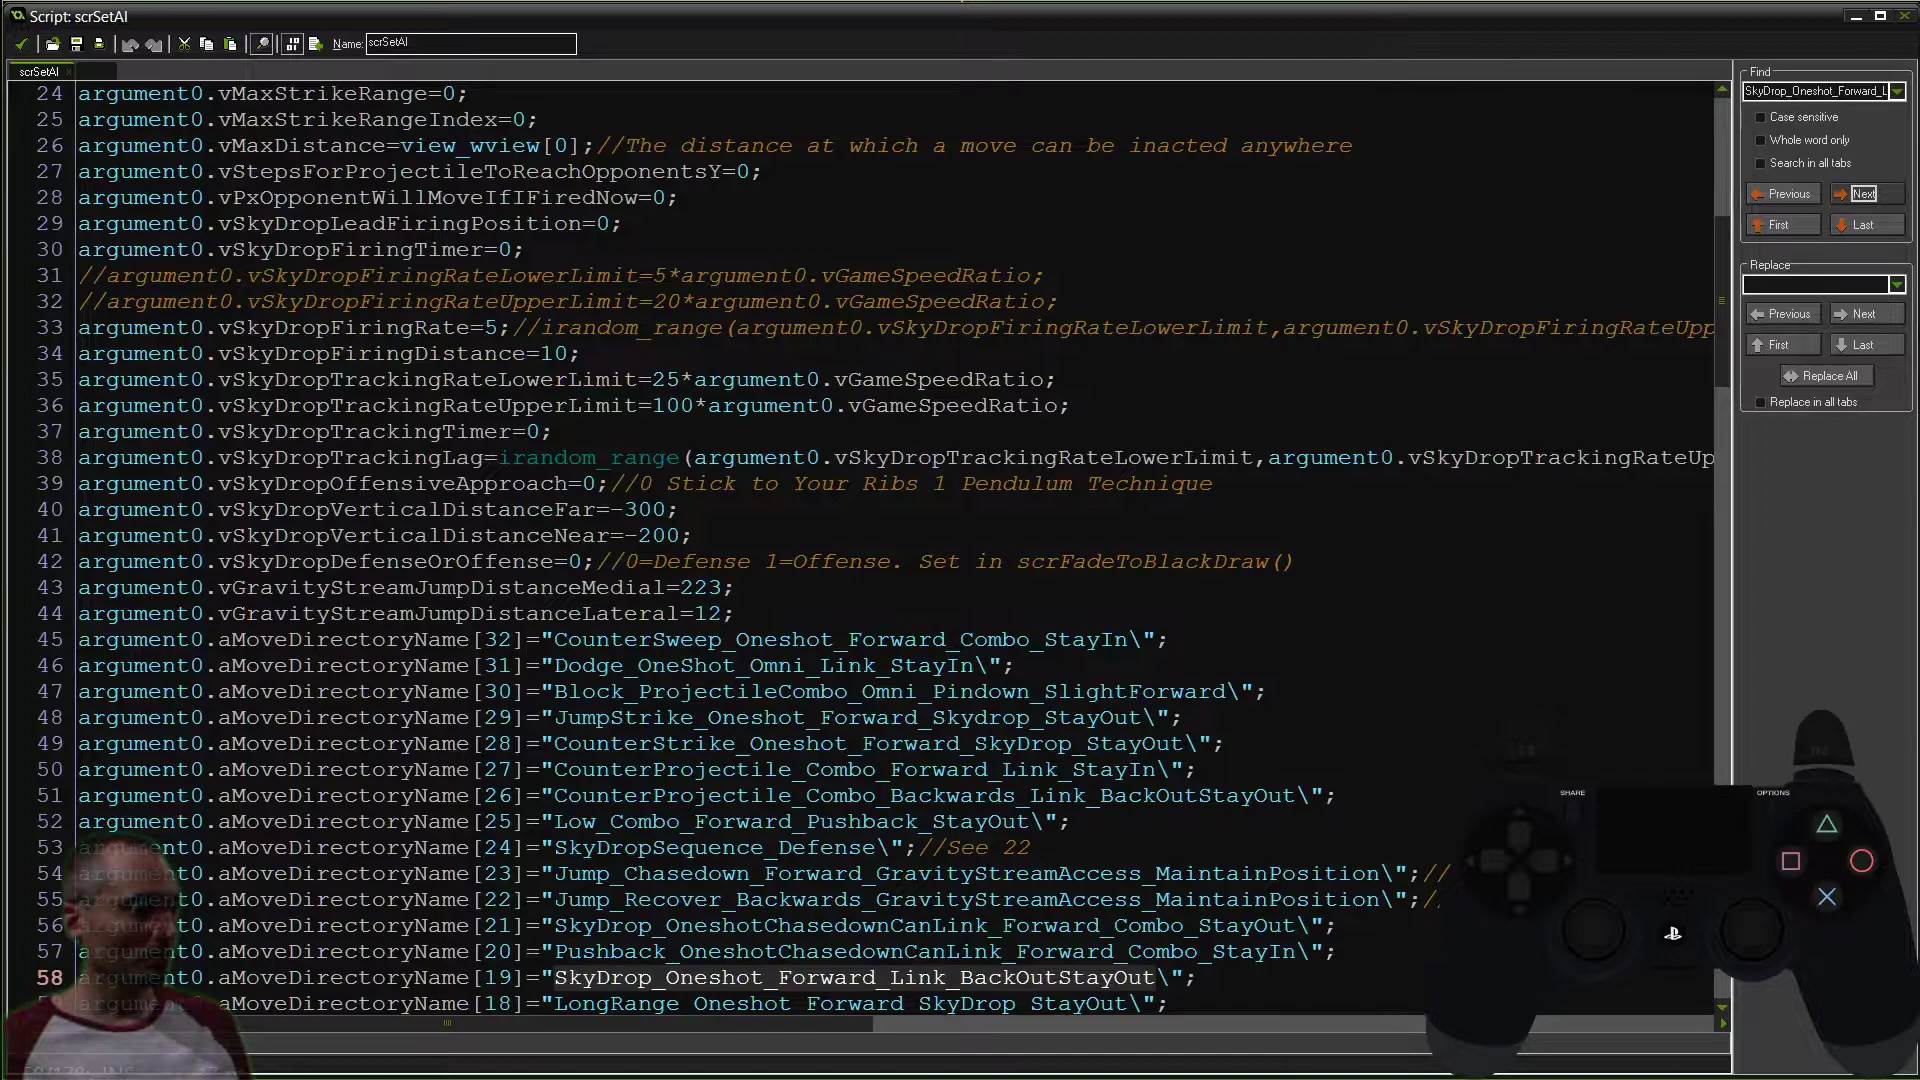 Script: scrSetAI
Name: scrSetAI
scrSetAI
24 argument0.vMaxStrikeRange=0;
25 argument0.vMaxStrikeRangeIndex=0;
26 argument0.vMaxDistance=view_wview[0];//The distance at which a move can be inacted anywhere
27 argument0.vStepsForProjectileToReachOpponentsY=0;
28 argument0.vPxOpponentWillMoveIfIFiredNow=0;
29 argument0.vSkyDropLeadFiringPosition=0;
30 argument0.vSkyDropFiringTimer=0;
31 //argument0.vSkyDropFiringRateLowerLimit=5*argument0.vGameSpeedRatio;
32 //argument0.vSkyDropFiringRateUpperLimit=20*argument0.vGameSpeedRatio;
33 argument0.vSkyDropFiringRate=5;//irandom_range(argument0.vSkyDropFiringRateLowerLimit,argument0.vSkyDropFiringRateUpp
34 argument0.vSkyDropFiringDistance=10;
35 argument0.vSkyDropTrackingRateLowerLimit=25*argument0.vGameSpeedRatio;
36 argument0.vSkyDropTrackingRateUpperLimit=100*argument0.vGameSpeedRatio;
37 argument0.vSkyDropTrackingTimer=0;
38 argument0.vSkyDropTrackingLag=irandom_range(argument0.vSkyDropTrackingRateLowerLimit,argument0.vSkyDropTrackingRateUp
39 argument0.vSkyDropOffensiveApproach=0;//0 Stick to Your Ribs 1 Pendulum Technique
40 argument0.vSkyDropVerticalDistanceFar=-300;
41 argument0.vSkyDropVerticalDistanceNear=-200;
42 argument0.vSkyDropDefenseOrOffense=0;//0=Defense 1=Offense. Set in scrFadeToBlackDraw()
43 argument0.vGravityStreamJumpDistanceMedial=223;
44 argument0.vGravityStreamJumpDistanceLateral=12;
45 argument0.aMoveDirectoryName[32]="CounterSweep_Oneshot_Forward_Combo_StayIn\";
46 argument0.aMoveDirectoryName[31]="Dodge_OneShot_Omni_Link_StayIn\";
47 argument0.aMoveDirectoryName[30]="Block_ProjectileCombo_Omni_Pindown_SlightForward\";
48 argument0.aMoveDirectoryName[29]="JumpStrike_Oneshot_Forward_Skydrop_StayOut\";
49 argument0.aMoveDirectoryName[28]="CounterStrike_Oneshot_Forward_SkyDrop_StayOut\";
50 argument0.aMoveDirectoryName[27]="CounterProjectile_Combo_Forward_Link_StayIn\";
51 argument0.aMoveDirectoryName[26]="CounterProjectile_Combo_Backwards_Link_BackOutStayOut\";
52 argument0.aMoveDirectoryName[25]="Low_Combo_Forward_Pushback_StayOut\";
53 argument0.aMoveDirectoryName[24]="SkyDropSequence_Defense\";//See 22
54 argument0.aMoveDirectoryName[23]="Jump_Chasedown_Forward_GravityStreamAccess_MaintainPosition\";//
55 argument0.aMoveDirectoryName[22]="Jump_Recover_Backwards_GravityStreamAccess_MaintainPosition\";//
56 argument0.aMoveDirectoryName[21]="SkyDrop_OneshotChasedownCanLink_Forward_Combo_StayOut\";
57 argument0.aMoveDirectoryName[20]="Pushback_OneshotChasedownCanLink_Forward_Combo_StayIn\";
58 argument0.aMoveDirectoryName[19]="SkyDrop_Oneshot_Forward_Link_BackOutStayOut\";
argument0.aMoveDirectoryName[18]="LongRange_Oneshot_Forward_SkyDrop_StayOut\";
Find
SkyDrop_Oneshot_Forward_L
Case sensitive
Whole word only
Search in all tabs
Previous Next
First Last
Replace
Previous Next
First Last
Replace All
Replace in all tabs
SHARE OPTIONS